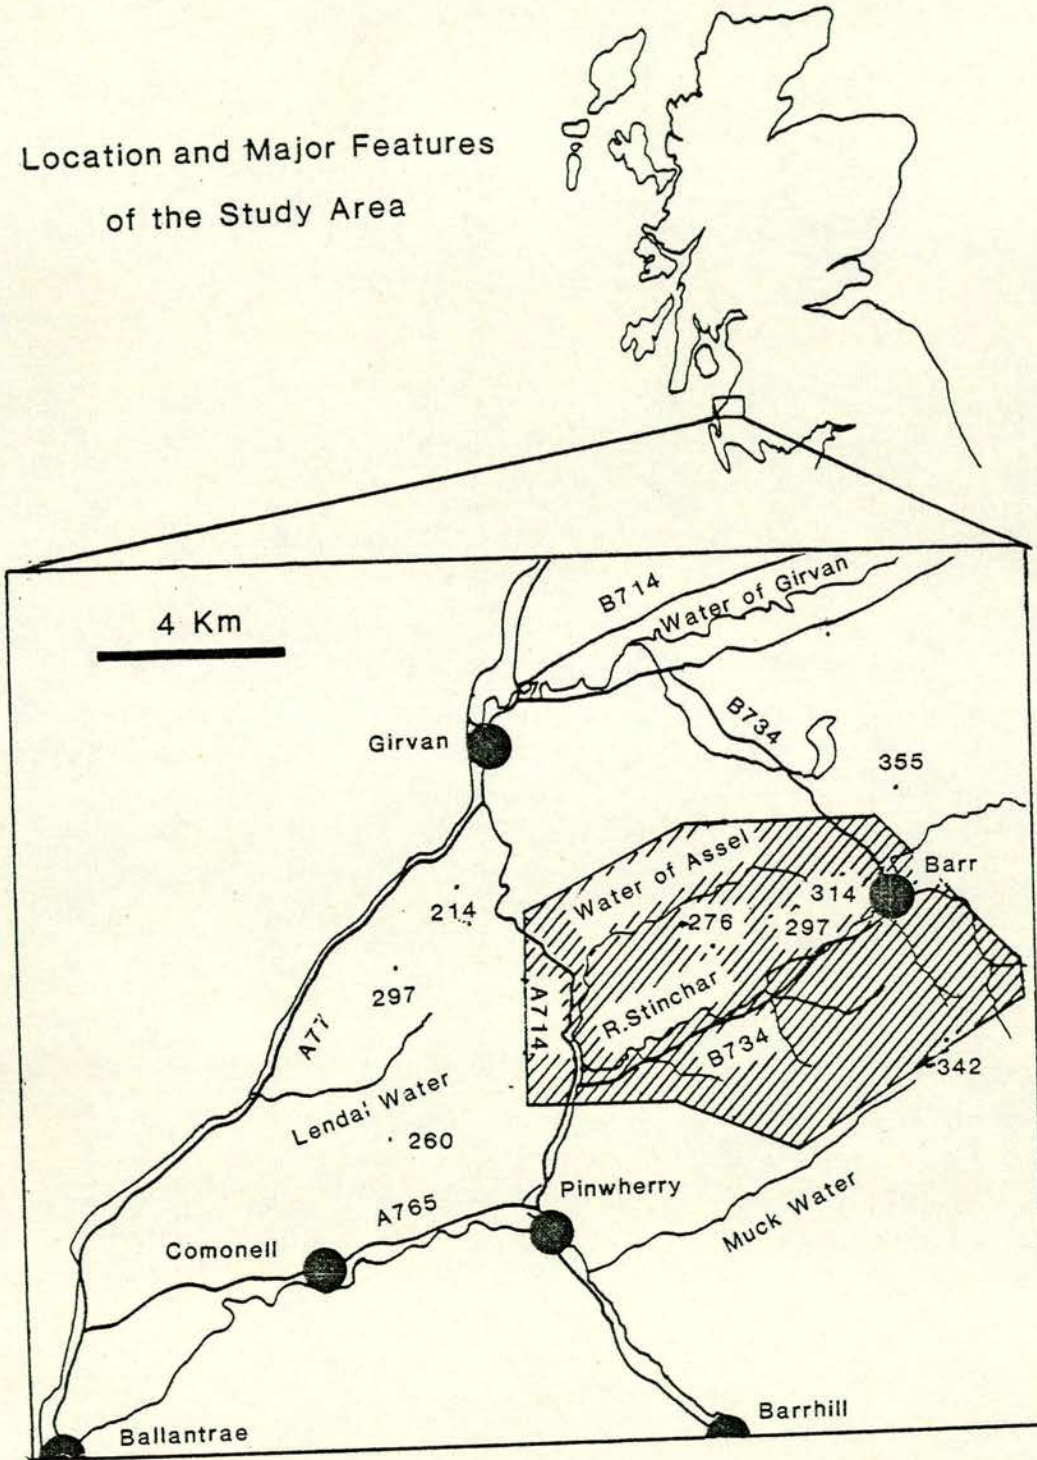 Location and Major Features
of the Study Area
4 Km
B714
Water of Girvan
Girvan
B734
355
Water of Assel
Barr
314
214
276
297
297
A77
A714
R.Stinchar
B734
342
Lendal Water
260
Pinwherry
A765
Muck Water
Comonell
Barrhill
Ballantrae